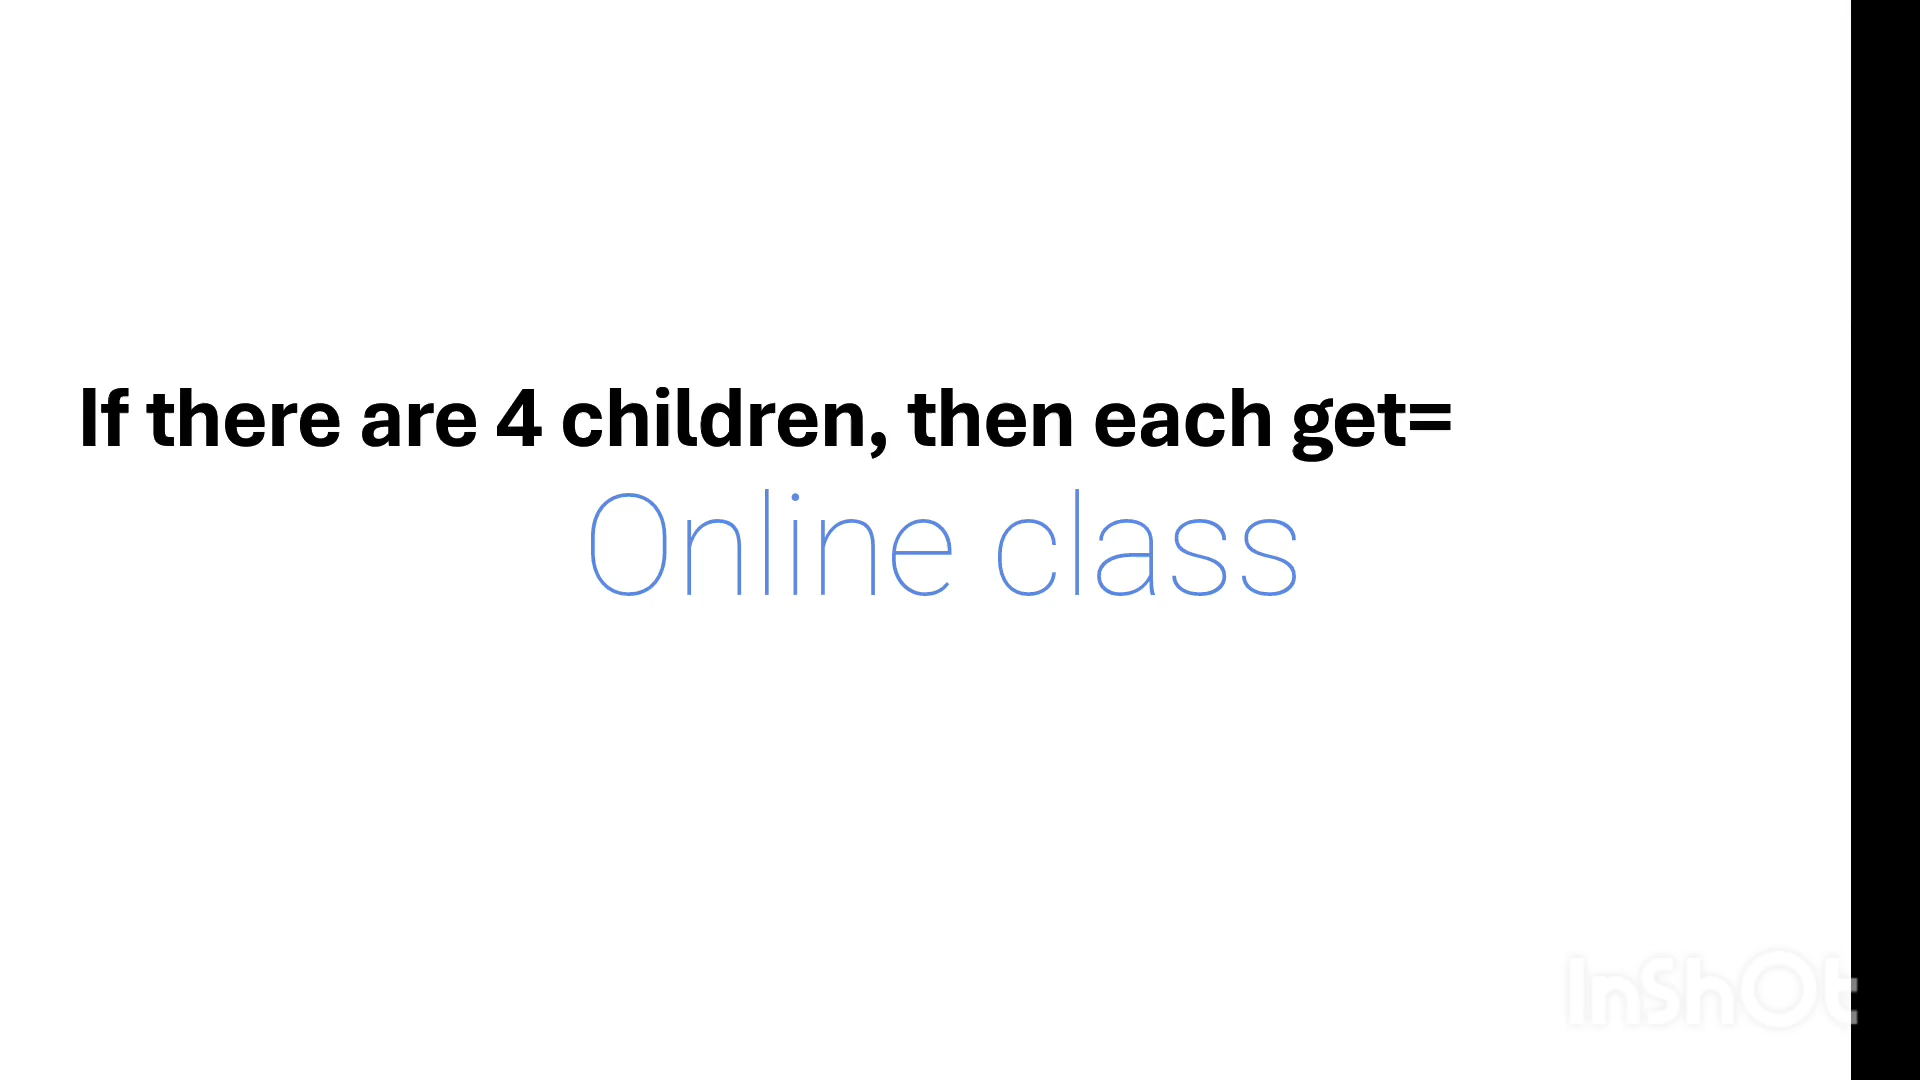 If there are 4 children, then each get=
Online class
InShOt